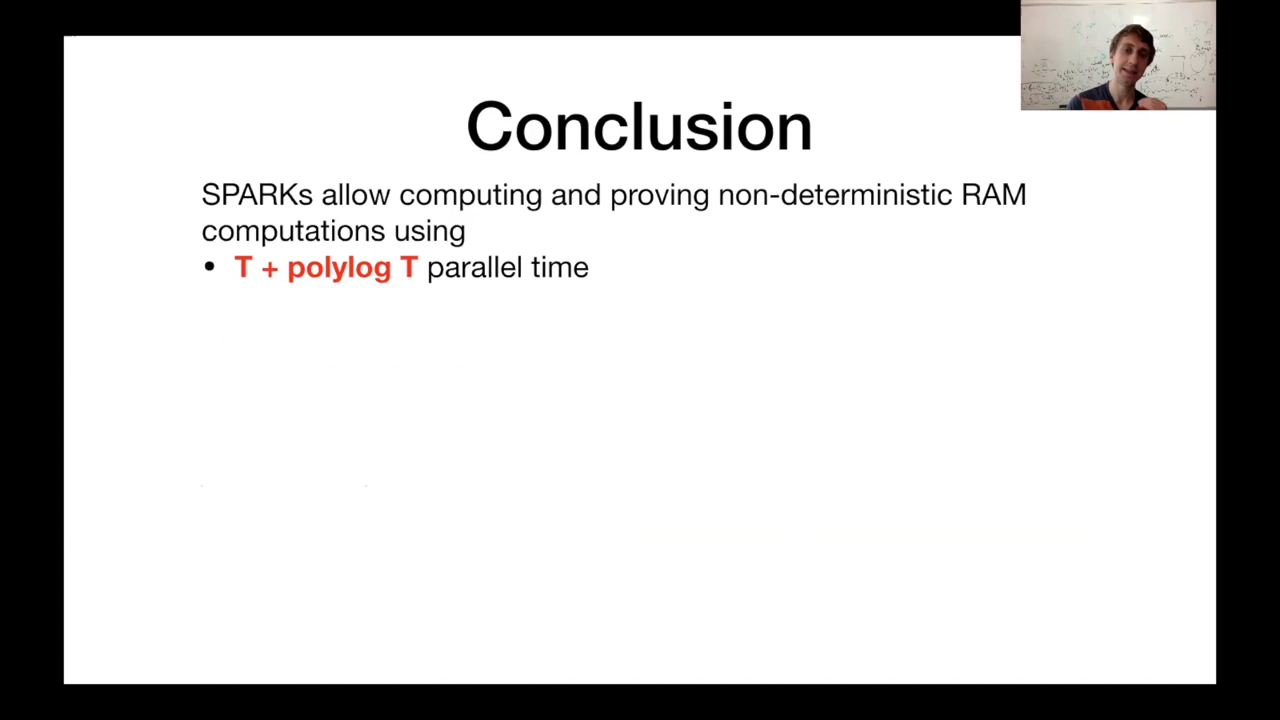 Conclusion
SPARKs allow computing and proving non-deterministic RAM
computations using
• T + polylog T parallel time